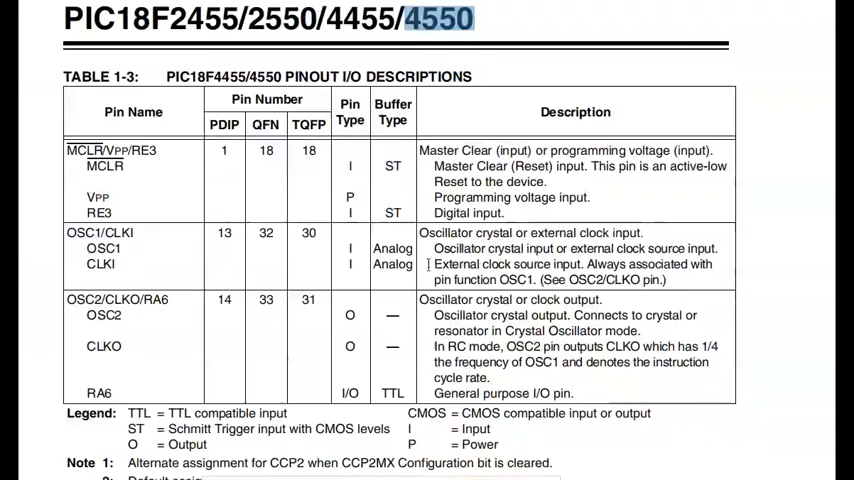 PIC18F2455/2550/4455/4550
TABLE 1-3: PIC18F4455/4550 PINOUT I/O DESCRIPTIONS
Pin Name Pin Number Pin Type Buffer Type Description
PDIP QFN TQFP
MCLR/VPP/RE3 1 18 18 Master Clear (input) or programming voltage (input).
MCLR I ST Master Clear (Reset) input. This pin is an active-low
Reset to the device.
VPP P Programming voltage input.
RE3 I ST Digital input.
OSC1/CLKI 13 32 30 Oscillator crystal or external clock input.
OSC1 I Analog Oscillator crystal input or external clock source input.
CLKI I Analog External clock source input. Always associated with
pin function OSC1. (See OSC2/CLKO pin.)
OSC2/CLKO/RA6 14 33 31 Oscillator crystal or clock output.
OSC2 O — Oscillator crystal output. Connects to crystal or
resonator in Crystal Oscillator mode.
CLKO O — In RC mode, OSC2 pin outputs CLKO which has 1/4
the frequency of OSC1 and denotes the instruction
cycle rate.
RA6 I/O TTL General purpose I/O pin.
Legend: TTL = TTL compatible input CMOS = CMOS compatible input or output
ST = Schmitt Trigger input with CMOS levels I = Input
O = Output P = Power
Note 1: Alternate assignment for CCP2 when CCP2MX Configuration bit is cleared.
2: Default